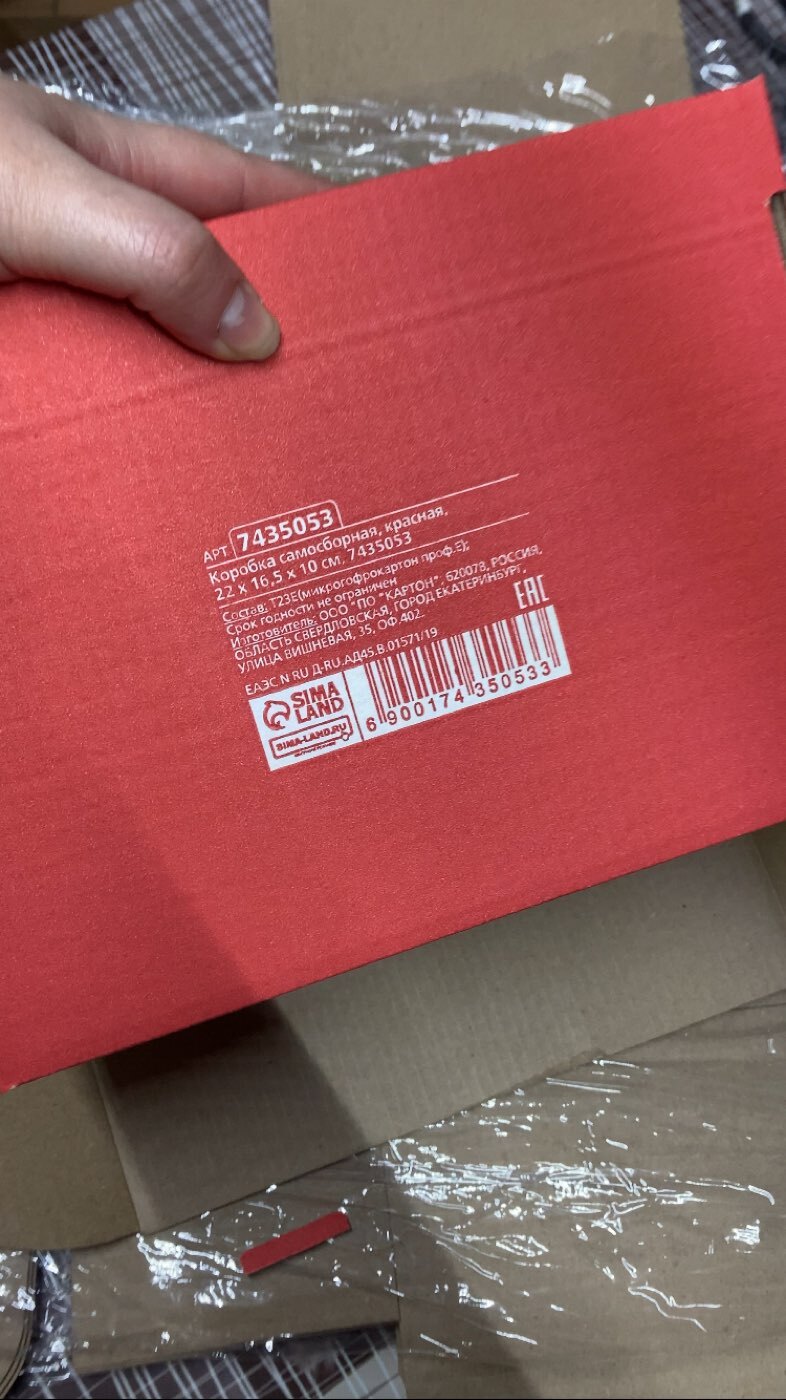 АРТ. 7435053
Коробка самосборная, красная,
22 x 16,5 x 10 см, 7435053
Состав: Т23Е(микрогофрокартон проф.Е);
Срок годности не ограничен
Изготовитель: ООО "ПО "КАРТОН", 620078, РОССИЯ,
ОБЛАСТЬ СВЕРДЛОВСКАЯ, ГОРОД ЕКАТЕРИНБУРГ,
УЛИЦА ВИШНЕВАЯ, 35, ОФ.402.
ЕАЭС N RU Д-RU.АД45.В.01571/19
EAC
SIMA
LAND
SIMA-LAND.RU
6 900174 350533